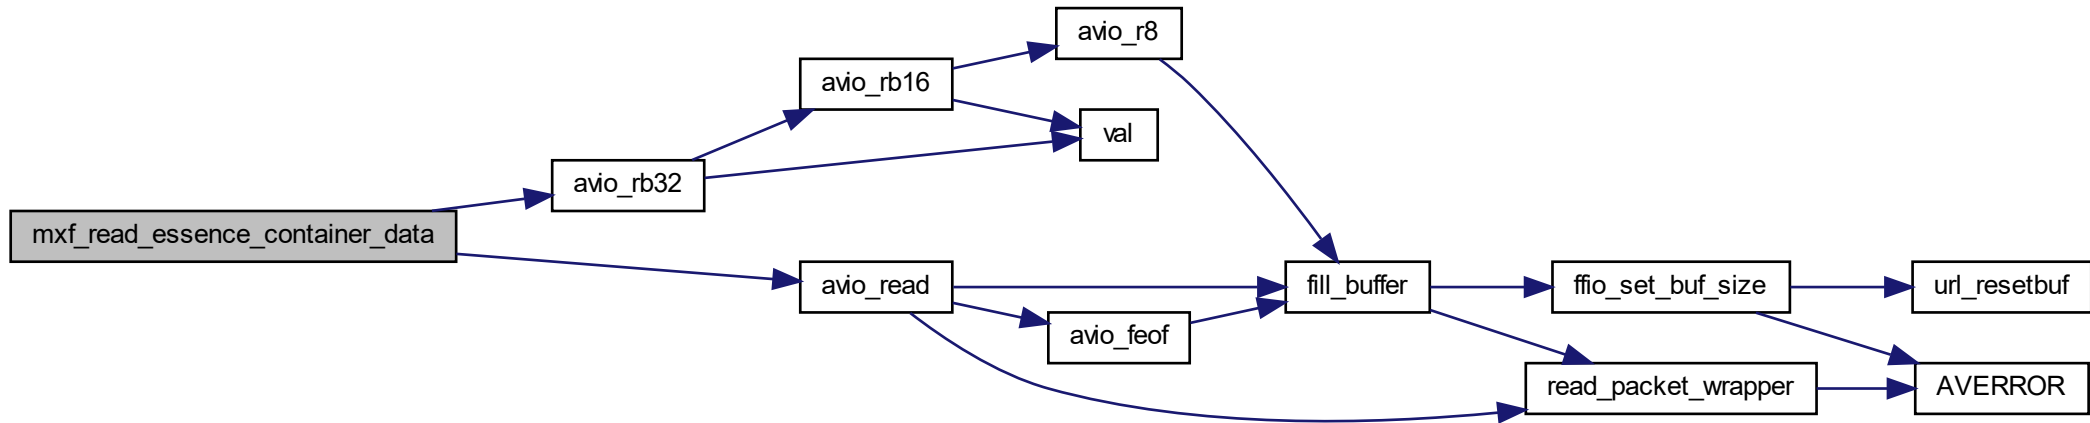 mxf_read_essence_container_data
avio_rb32
avio_rb16
avio_r8
val
avio_read
avio_feof
fill_buffer
ffio_set_buf_size
read_packet_wrapper
url_resetbuf
AVERROR